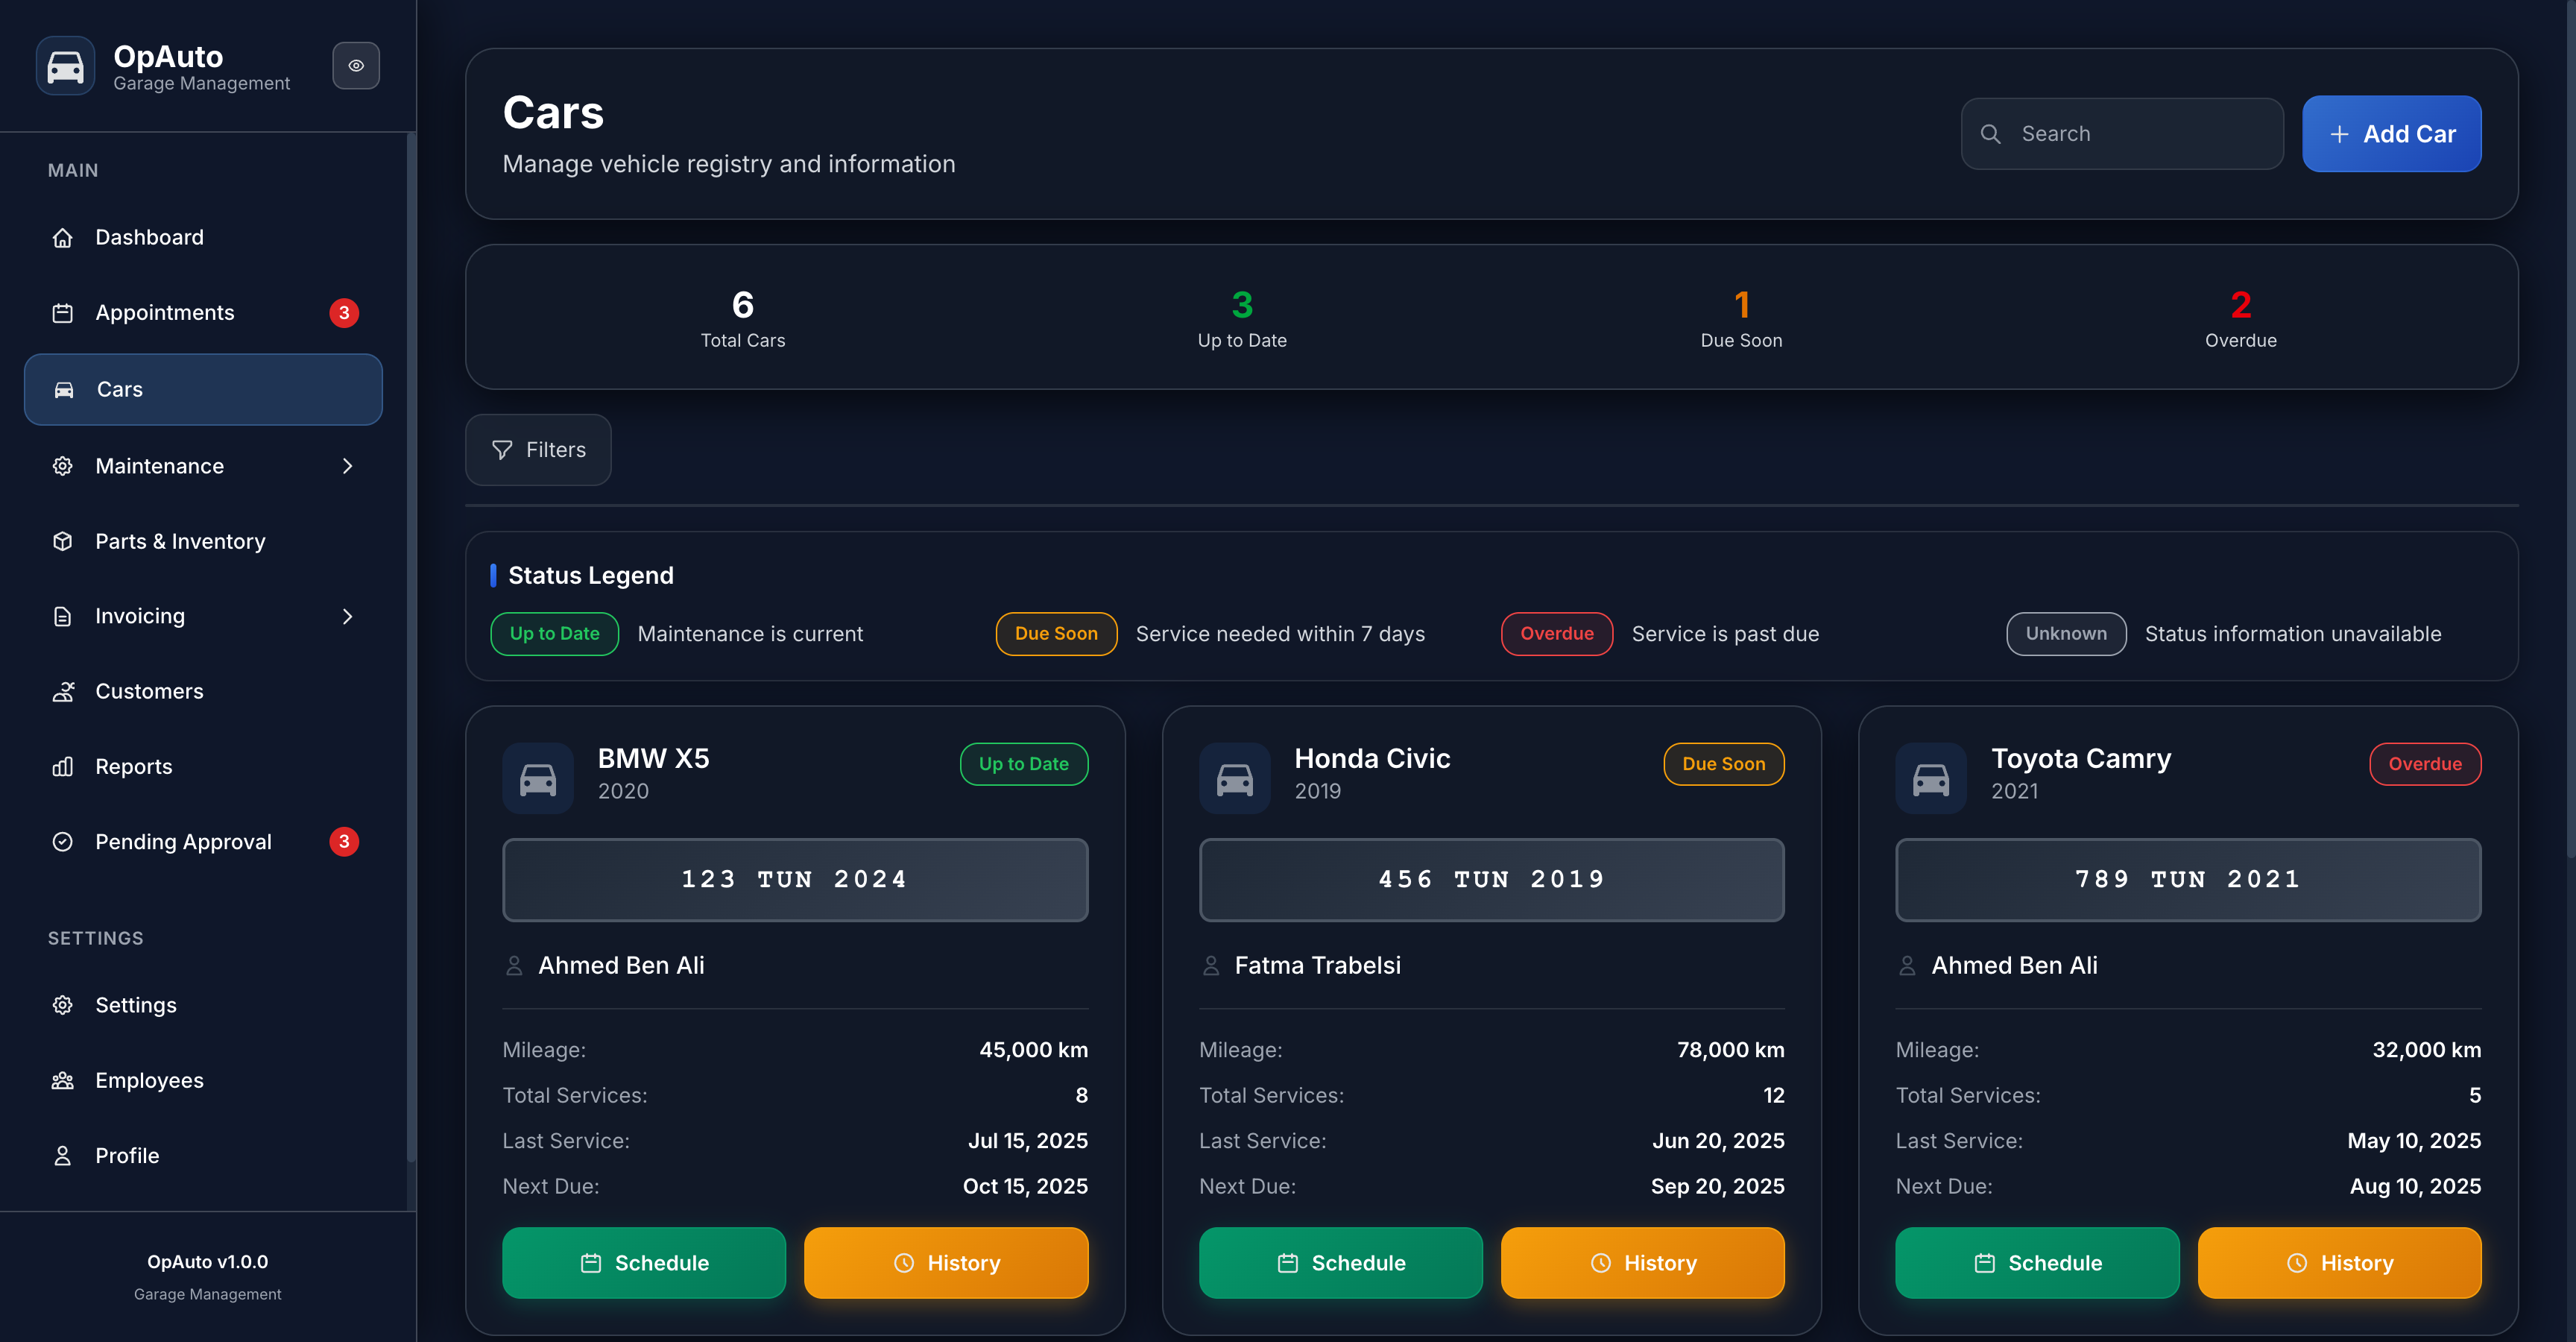 OpAuto
Garage Management
MAIN
Dashboard
Appointments 3
Cars
Maintenance
Parts & Inventory
Invoicing
Customers
Reports
Pending Approval 3
SETTINGS
Settings
Employees
Profile
OpAuto v1.0.0
Garage Management
Cars
Manage vehicle registry and information
Search
Add Car
6
Total Cars
3
Up to Date
1
Due Soon
2
Overdue
Filters
Status Legend
Up to Date Maintenance is current
Due Soon Service needed within 7 days
Overdue Service is past due
Unknown Status information unavailable
BMW X5
2020
Up to Date
123 TUN 2024
Ahmed Ben Ali
Mileage: 45,000 km
Total Services: 8
Last Service: Jul 15, 2025
Next Due: Oct 15, 2025
Schedule History
Honda Civic
2019
Due Soon
456 TUN 2019
Fatma Trabelsi
Mileage: 78,000 km
Total Services: 12
Last Service: Jun 20, 2025
Next Due: Sep 20, 2025
Schedule History
Toyota Camry
2021
Overdue
789 TUN 2021
Ahmed Ben Ali
Mileage: 32,000 km
Total Services: 5
Last Service: May 10, 2025
Next Due: Aug 10, 2025
Schedule History